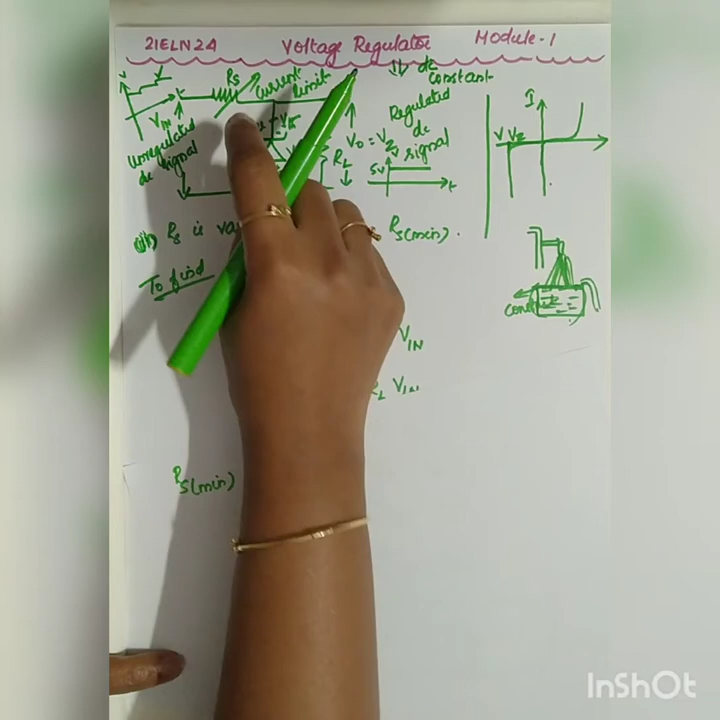 21ELN24 Voltage Regulator Module-1
dc
constant
Rs current limit
Regulated
dc
signal
V
t
VIN
Unregulated
dc signal
RL
Vo = Vz
5V
t
I
V Vz
Rs is
Rs(min).
To find
VIN
Rs(min)
InShOt